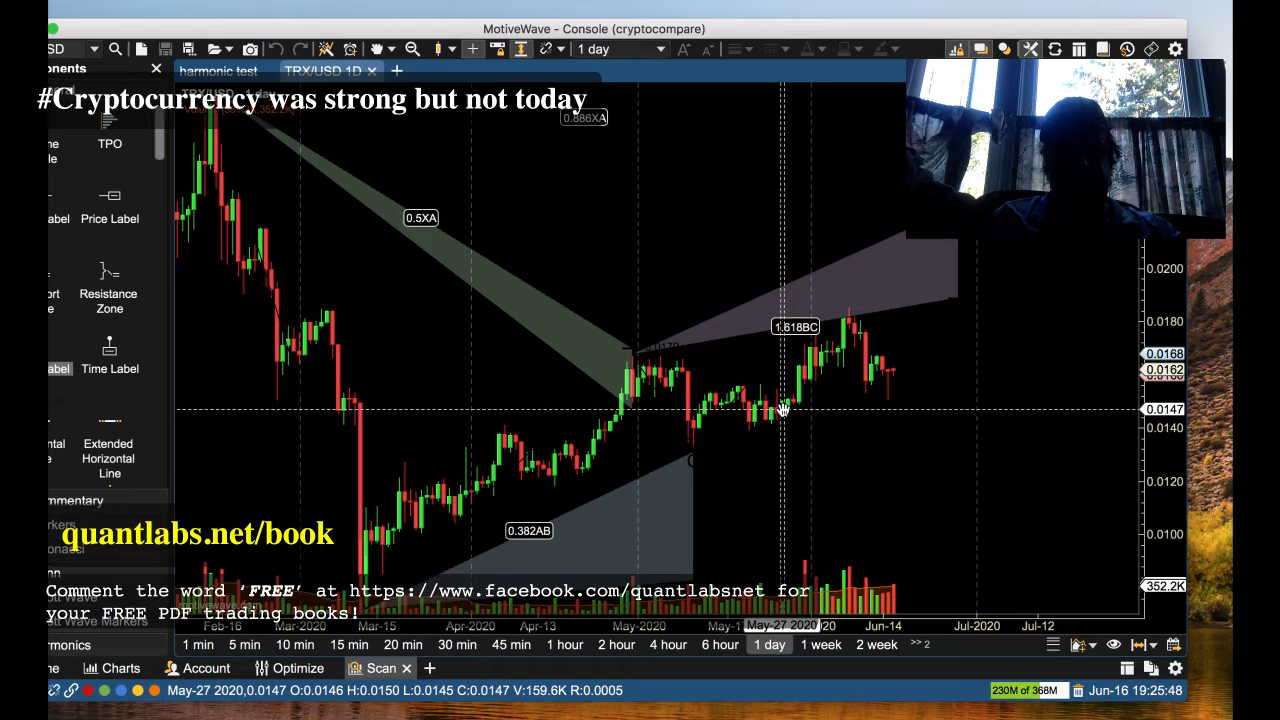 MotiveWave - Console (cryptocompare)
SD
1 day
onents
harmonic test
TRX/USD 1D
#Cryptocurrency was strong but not today
TPO
0.886XA
Price Label
0.5XA
Resistance
Zone
0.0200
0.0180
1.618BC
0.0168
0.0162
Time Label
0.0147
0.0140
Extended
Horizontal
Line
0.0120
0.382AB
0.0100
quantlabs.net/book
352.2K
Comment the word ‘FREE’ at https://www.facebook.com/quantlabsnet for
your FREE PDF trading books!
Feb-16 Mar-2020 Mar-15 Apr-2020 Apr-13 May-2020 May-1 May-27 2020 20 Jun-14 Jul-2020 Jul-12
1 min 5 min 10 min 15 min 20 min 30 min 45 min 1 hour 2 hour 4 hour 6 hour 1 day 1 week 2 week >> 2
Charts Account Optimize Scan
May-27 2020,0.0147 O:0.0146 H:0.0150 L:0.0145 C:0.0147 V:159.6K R:0.0005 230M of 368M Jun-16 19:25:48